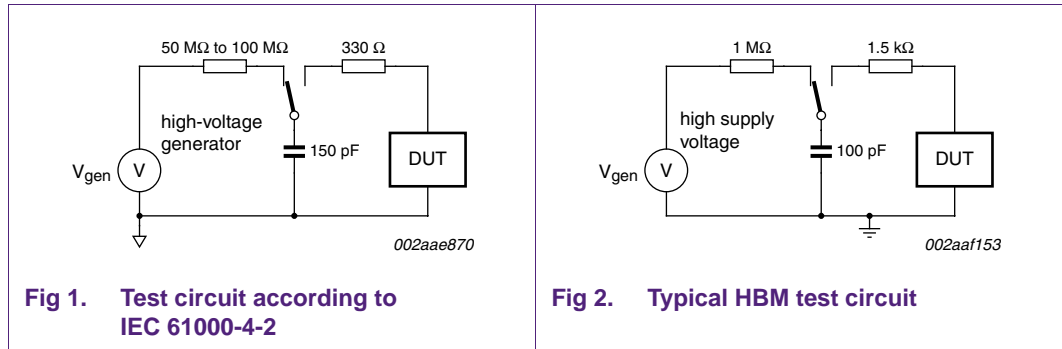 50 MΩ to 100 MΩ
330 Ω
high-voltage
generator
150 pF
DUT
V
Vgen
002aae870
Fig 1. Test circuit according to
IEC 61000-4-2
1 MΩ
1.5 kΩ
high supply
voltage
100 pF
DUT
V
Vgen
002aaf153
Fig 2. Typical HBM test circuit